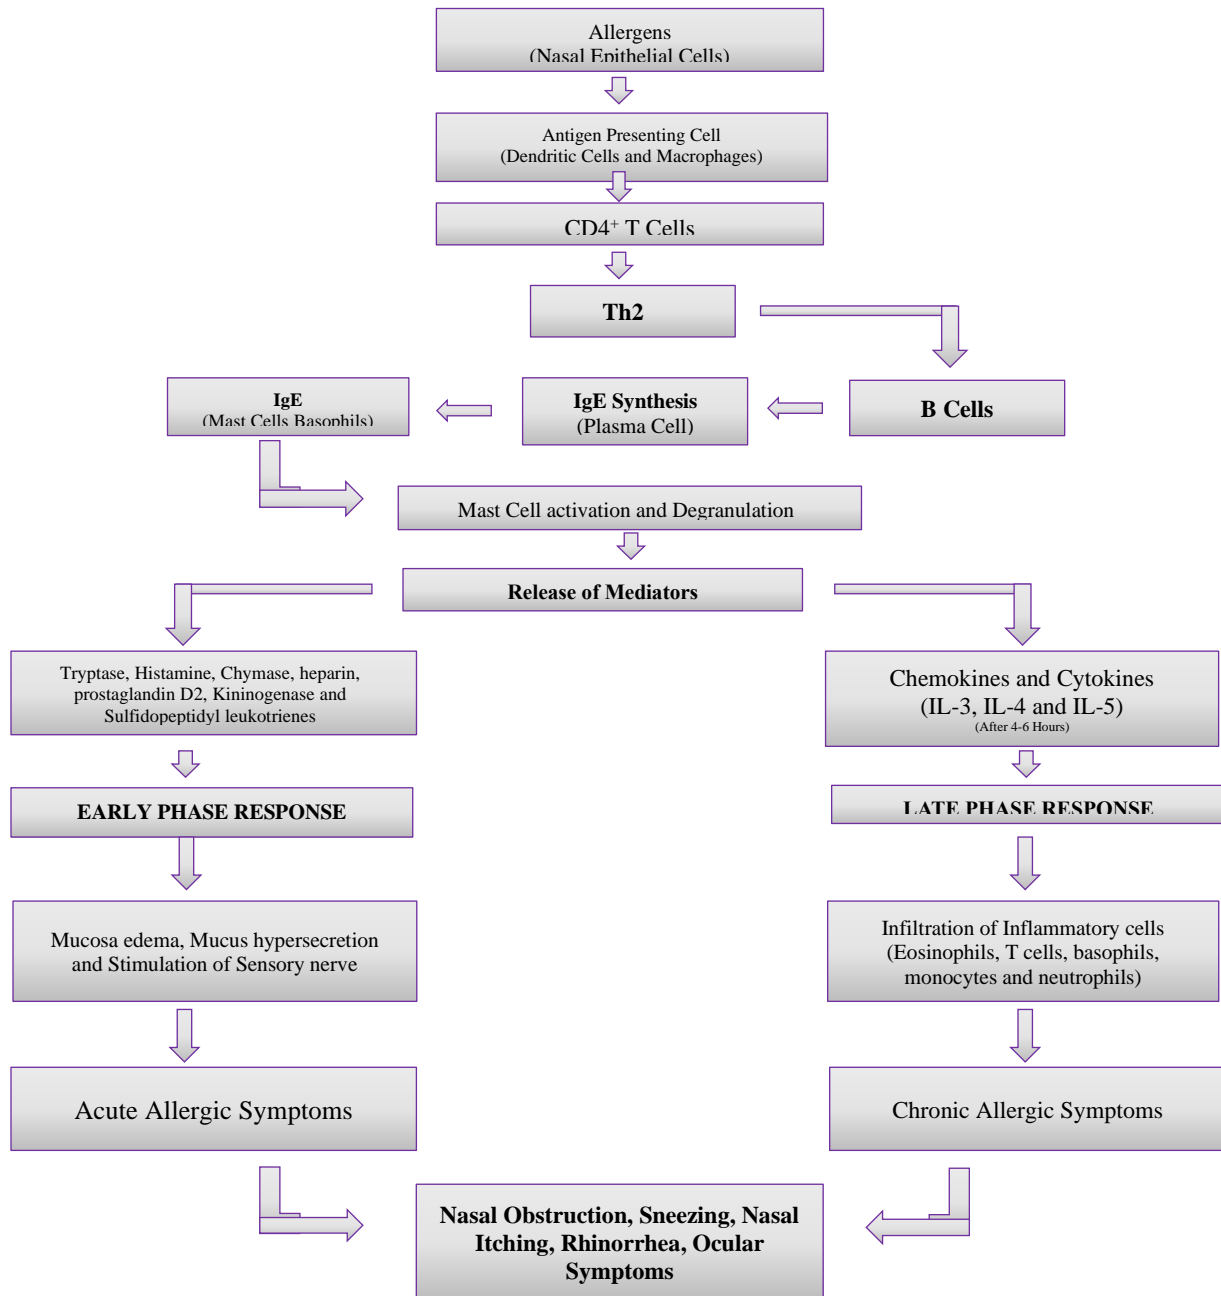 Allergens
(Nasal Epithelial Cells)
Antigen Presenting Cell
(Dendritic Cells and Macrophages)
CD4⁺ T Cells
Th2
IgE
(Mast Cells Basophils)
IgE Synthesis
(Plasma Cell)
B Cells
Mast Cell activation and Degranulation
Release of Mediators
Tryptase, Histamine, Chymase, heparin,
prostaglandin D2, Kininogenase and
Sulfidopeptidyl leukotrienes
Chemokines and Cytokines
(IL-3, IL-4 and IL-5)
(After 4-6 Hours)
EARLY PHASE RESPONSE
LATE PHASE RESPONSE
Mucosa edema, Mucus hypersecretion
and Stimulation of Sensory nerve
Infiltration of Inflammatory cells
(Eosinophils, T cells, basophils,
monocytes and neutrophils)
Acute Allergic Symptoms
Chronic Allergic Symptoms
Nasal Obstruction, Sneezing, Nasal
Itching, Rhinorrhea, Ocular
Symptoms